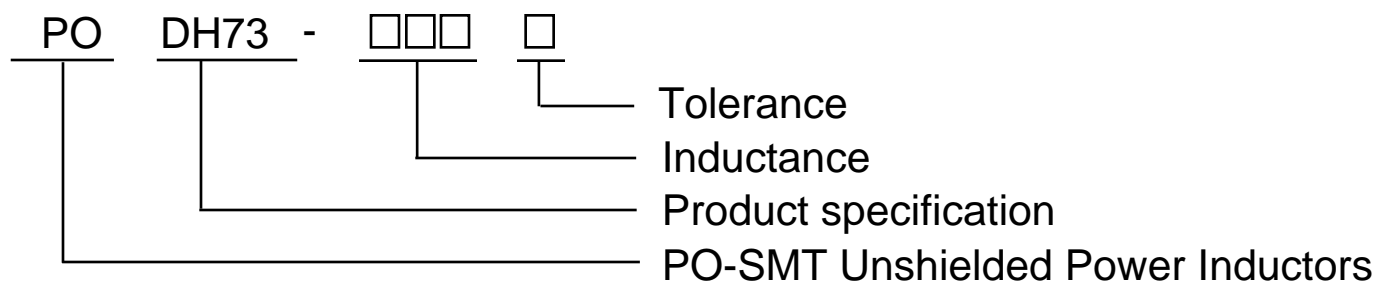 PO DH73 - □□□ □
Tolerance
Inductance
Product specification
PO-SMT Unshielded Power Inductors